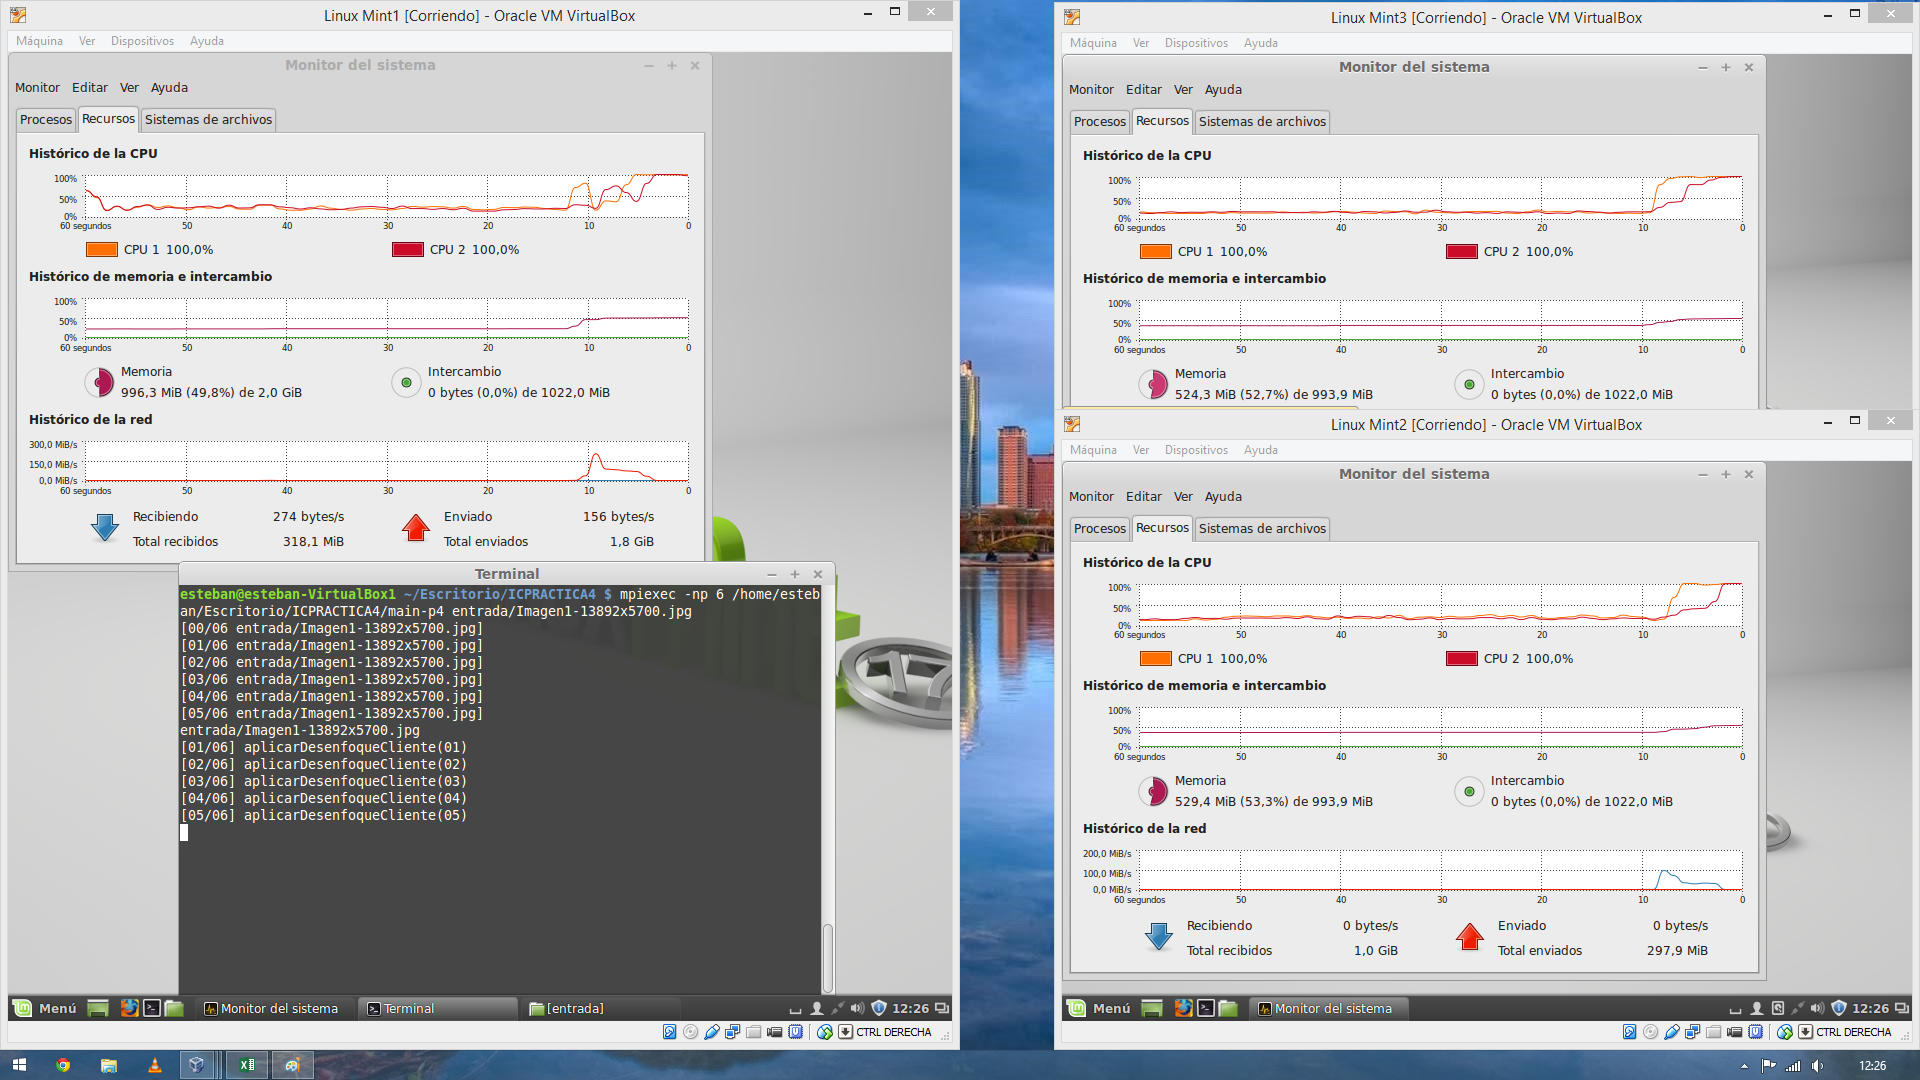 Linux Mint1 [Corriendo] - Oracle VM VirtualBox
Máquina Ver Dispositivos Ayuda
Monitor del sistema
Monitor Editar Ver Ayuda
Procesos Recursos Sistemas de archivos
Histórico de la CPU
100%
50%
0%
60 segundos 50 40 30 20 10 0
CPU 1 100,0% CPU 2 100,0%
Histórico de memoria e intercambio
100%
50%
0%
60 segundos 50 40 30 20 10 0
Memoria Intercambio
996,3 MiB (49,8%) de 2,0 GiB 0 bytes (0,0%) de 1022,0 MiB
Histórico de la red
300,0 MiB/s
150,0 MiB/s
0,0 MiB/s
60 segundos 50 40 30 20 10 0
Recibiendo 274 bytes/s Enviado 156 bytes/s
Total recibidos 318,1 MiB Total enviados 1,8 GiB
Terminal
esteban@esteban-VirtualBox1 ~/Escritorio/ICPRACTICA4 $ mpiexec -np 6 /home/esteb
an/Escritorio/ICPRACTICA4/main-p4 entrada/Imagen1-13892x5700.jpg
[00/06 entrada/Imagen1-13892x5700.jpg]
[01/06 entrada/Imagen1-13892x5700.jpg]
[02/06 entrada/Imagen1-13892x5700.jpg]
[03/06 entrada/Imagen1-13892x5700.jpg]
[04/06 entrada/Imagen1-13892x5700.jpg]
[05/06 entrada/Imagen1-13892x5700.jpg]
entrada/Imagen1-13892x5700.jpg
[01/06] aplicarDesenfoqueCliente(01)
[02/06] aplicarDesenfoqueCliente(02)
[03/06] aplicarDesenfoqueCliente(03)
[04/06] aplicarDesenfoqueCliente(04)
[05/06] aplicarDesenfoqueCliente(05)
17
Menú Monitor del sistema Terminal [entrada] 12:26
CTRL DERECHA
Linux Mint3 [Corriendo] - Oracle VM VirtualBox
Máquina Ver Dispositivos Ayuda
Monitor del sistema
Monitor Editar Ver Ayuda
Procesos Recursos Sistemas de archivos
Histórico de la CPU
100%
50%
0%
60 segundos 50 40 30 20 10 0
CPU 1 100,0% CPU 2 100,0%
Histórico de memoria e intercambio
100%
50%
0%
60 segundos 50 40 30 20 10 0
Memoria Intercambio
524,3 MiB (52,7%) de 993,9 MiB 0 bytes (0,0%) de 1022,0 MiB
Linux Mint2 [Corriendo] - Oracle VM VirtualBox
Máquina Ver Dispositivos Ayuda
Monitor del sistema
Monitor Editar Ver Ayuda
Procesos Recursos Sistemas de archivos
Histórico de la CPU
100%
50%
0%
60 segundos 50 40 30 20 10 0
CPU 1 100,0% CPU 2 100,0%
Histórico de memoria e intercambio
100%
50%
0%
60 segundos 50 40 30 20 10 0
Memoria Intercambio
529,4 MiB (53,3%) de 993,9 MiB 0 bytes (0,0%) de 1022,0 MiB
Histórico de la red
200,0 MiB/s
100,0 MiB/s
0,0 MiB/s
60 segundos 50 40 30 20 10 0
Recibiendo 0 bytes/s Enviado 0 bytes/s
Total recibidos 1,0 GiB Total enviados 297,9 MiB
Menú Monitor del sistema 12:26
CTRL DERECHA
12:26